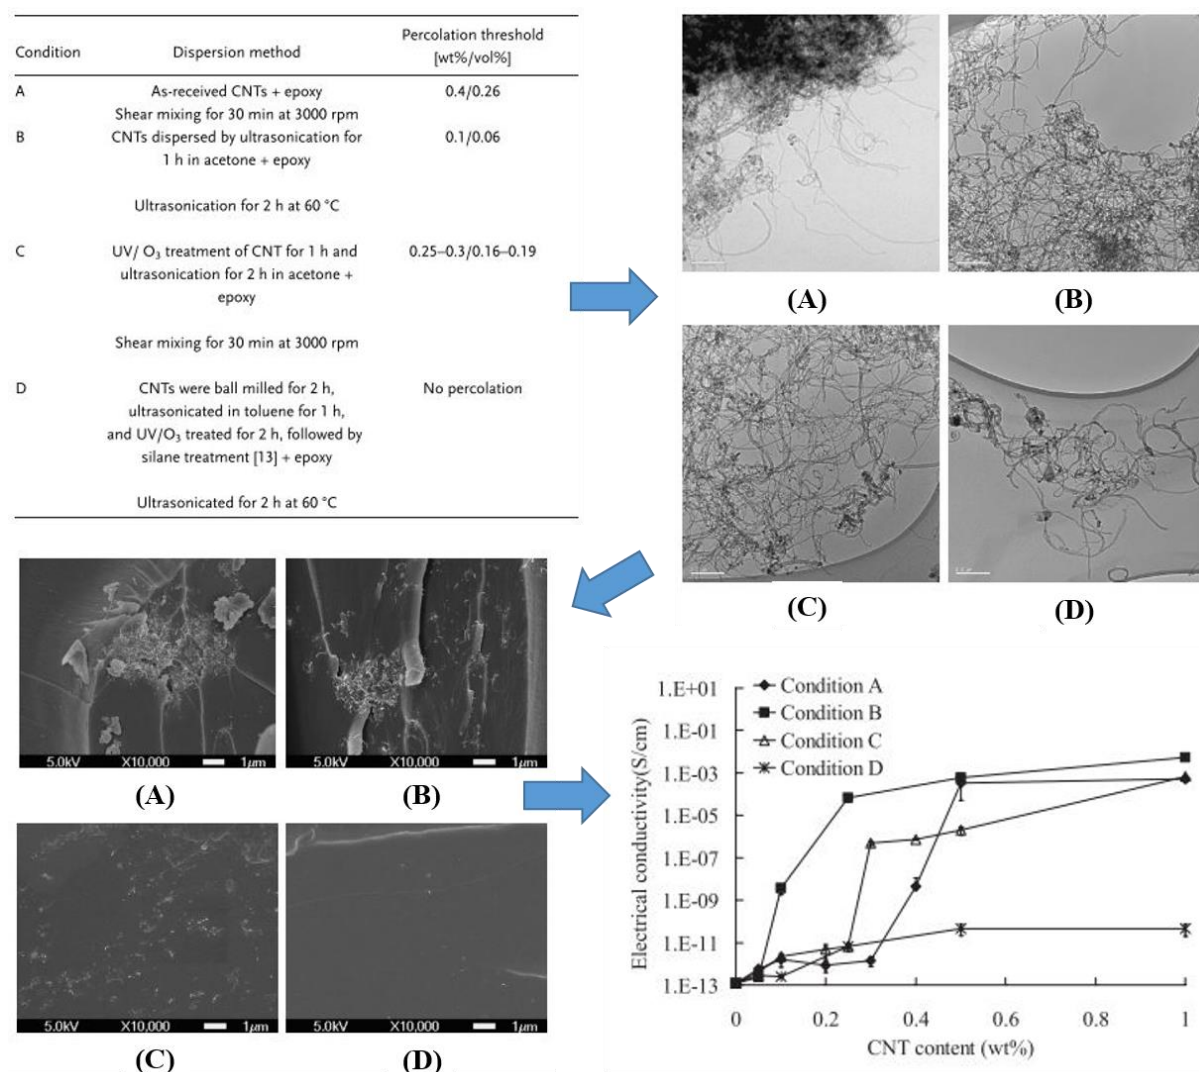 Condition Dispersion method Percolation threshold
[wt%/vol%]
A As-received CNTs + epoxy 0.4/0.26
Shear mixing for 30 min at 3000 rpm
B CNTs dispersed by ultrasonication for 0.1/0.06
1 h in acetone + epoxy
Ultrasonication for 2 h at 60 °C
C UV/ O3 treatment of CNT for 1 h and 0.25–0.3/0.16–0.19
ultrasonication for 2 h in acetone +
epoxy
Shear mixing for 30 min at 3000 rpm
D CNTs were ball milled for 2 h, No percolation
ultrasonicated in toluene for 1 h,
and UV/O3 treated for 2 h, followed by
silane treatment [13] + epoxy
Ultrasonicated for 2 h at 60 °C
(A) (B)
(C) (D)
5.0kV X10,000 1μm 5.0kV X10,000 1μm
(A) (B)
5.0kV X10,000 1μm 5.0kV X10,000 1μm
(C) (D)
Electrical conductivity(S/cm)
1.E+01
1.E-01
1.E-03
1.E-05
1.E-07
1.E-09
1.E-11
1.E-13
Condition A
Condition B
Condition C
Condition D
0 0.2 0.4 0.6 0.8 1
CNT content (wt%)